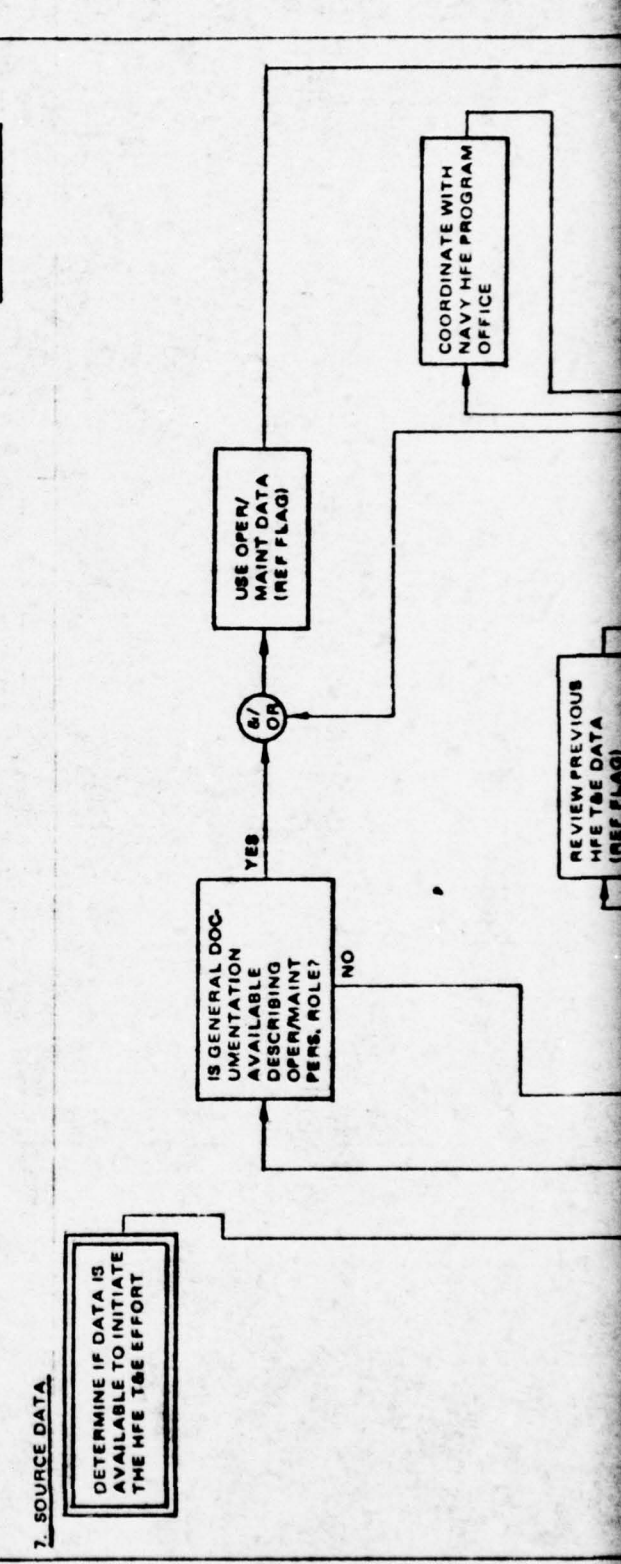 7. SOURCE DATA
DETERMINE IF DATA IS
AVAILABLE TO INITIATE
THE HFE T&E EFFORT
IS GENERAL DOC-
UMENTATION
AVAILABLE
DESCRIBING
OPER/MAINT
PERS. ROLE?
YES
NO
&/
OR
USE OPER/
MAINT DATA
(REF FLAG)
REVIEW PREVIOUS
HFE T&E DATA
(REF FLAG)
COORDINATE WITH
NAVY HFE PROGRAM
OFFICE